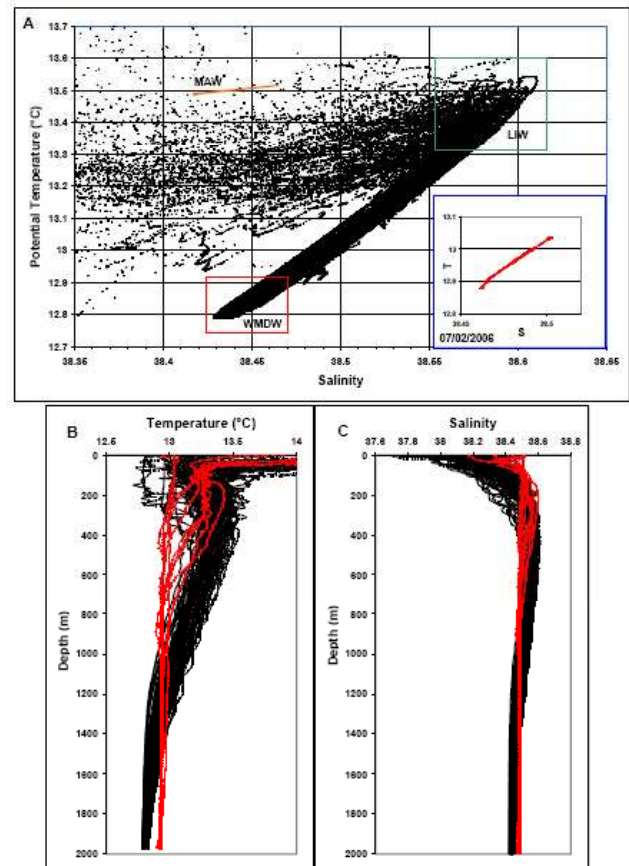 A
13.7
13.6
13.5
13.4
13.3
13.2
13.1
13
12.9
12.8
12.7
Potential Temperature (°C)
MAW
LIW
WMDW
38.36 38.4 38.45 38.5 38.65 38.6 38.65
Salinity
13.1
13
12.9
12.8
T
38.45 38.5
S
07/02/2006
B
Temperature (°C)
12.6 13 13.6 14
0
200
400
600
800
1000
1200
1400
1600
1800
2000
Depth (m)
C
Salinity
37.6 37.8 38 38.2 38.4 38.6 38.8
0
200
400
600
800
1000
1200
1400
1600
1800
2000
Depth (m)